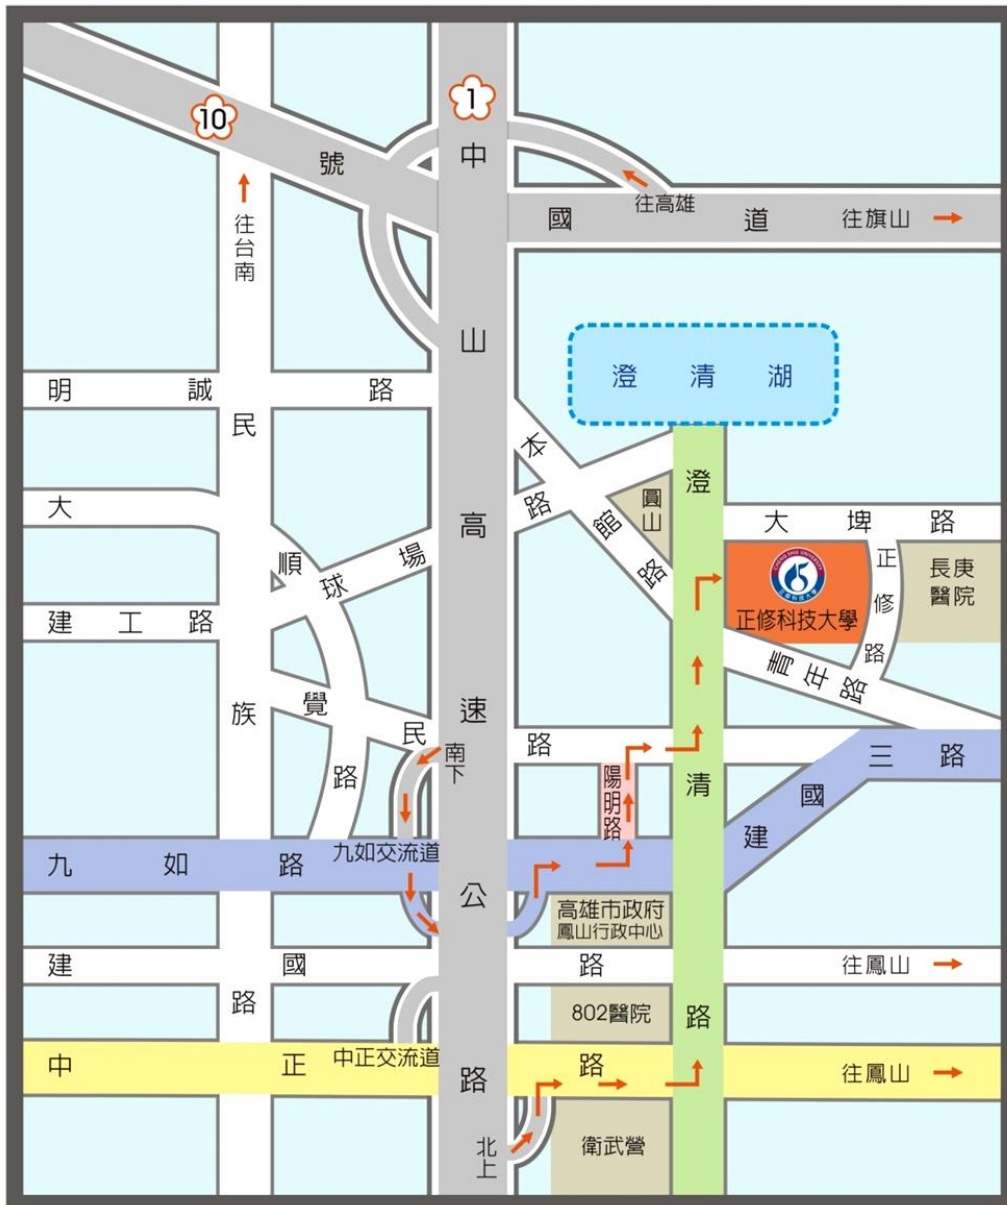 10
1
中山高速公路
國道
號
往高雄
往旗山
往台南
澄清湖
明誠路
民族路
本館路
大順路
球場路
圓山
澄清路
大埤路
正修路
長庚醫院
正修科技大學
建工路
青年路
覺民路
南下
陽明路
建國三路
九如路
九如交流道
高雄市政府
鳳山行政中心
建國路
往鳳山
802醫院
中正路
中正交流道
往鳳山
北上
衛武營